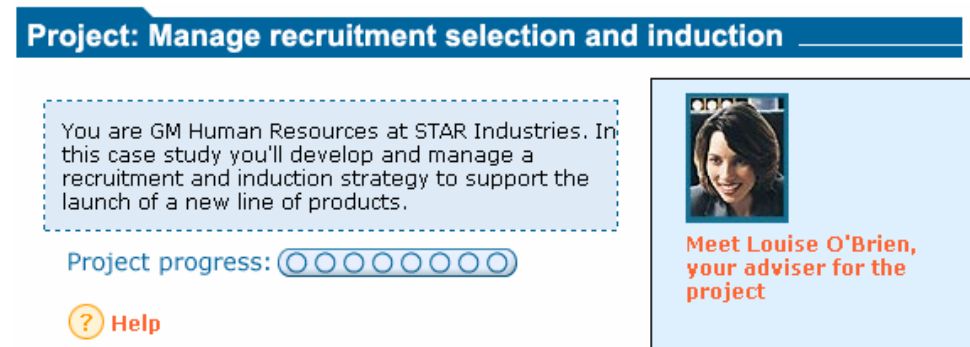 Project: Manage recruitment selection and induction
You are GM Human Resources at STAR Industries. In
this case study you'll develop and manage a
recruitment and induction strategy to support the
launch of a new line of products.
Project progress:
? Help
Meet Louise O'Brien,
your adviser for the
project